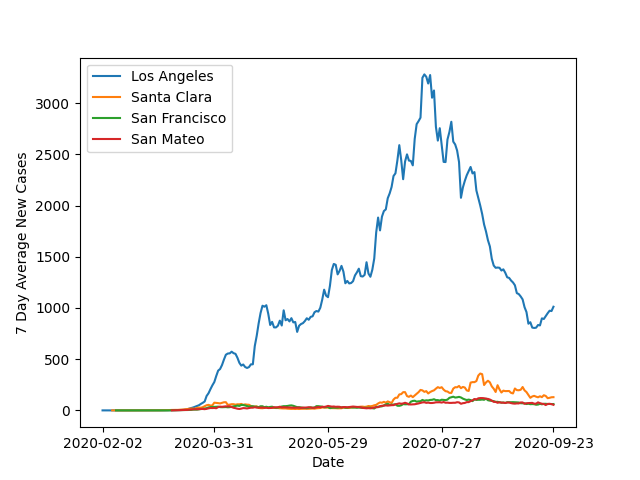 Los Angeles
Santa Clara
San Francisco
San Mateo
3000
2500
2000
1500
1000
500
0
7 Day Average New Cases
2020-02-02 2020-03-31 2020-05-29 2020-07-27 2020-09-23
Date